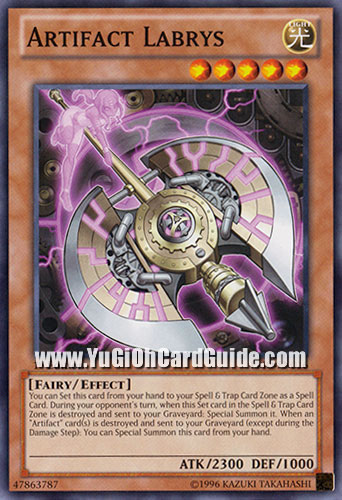 ARTIFACT LABRYS
LIGHT
光
www.YuGiOhCardGuide.com
[FAIRY/EFFECT]
You can Set this card from your hand to your Spell & Trap Card Zone as a Spell
Card. During your opponent's turn, when this Set card in the Spell & Trap Card
Zone is destroyed and sent to your Graveyard: Special Summon it. When an
"Artifact" card(s) is destroyed and sent to your Graveyard (except during the
Damage Step): You can Special Summon this card from your hand.
ATK/2300 DEF/1000
47863787
©1996 KAZUKI TAKAHASHI